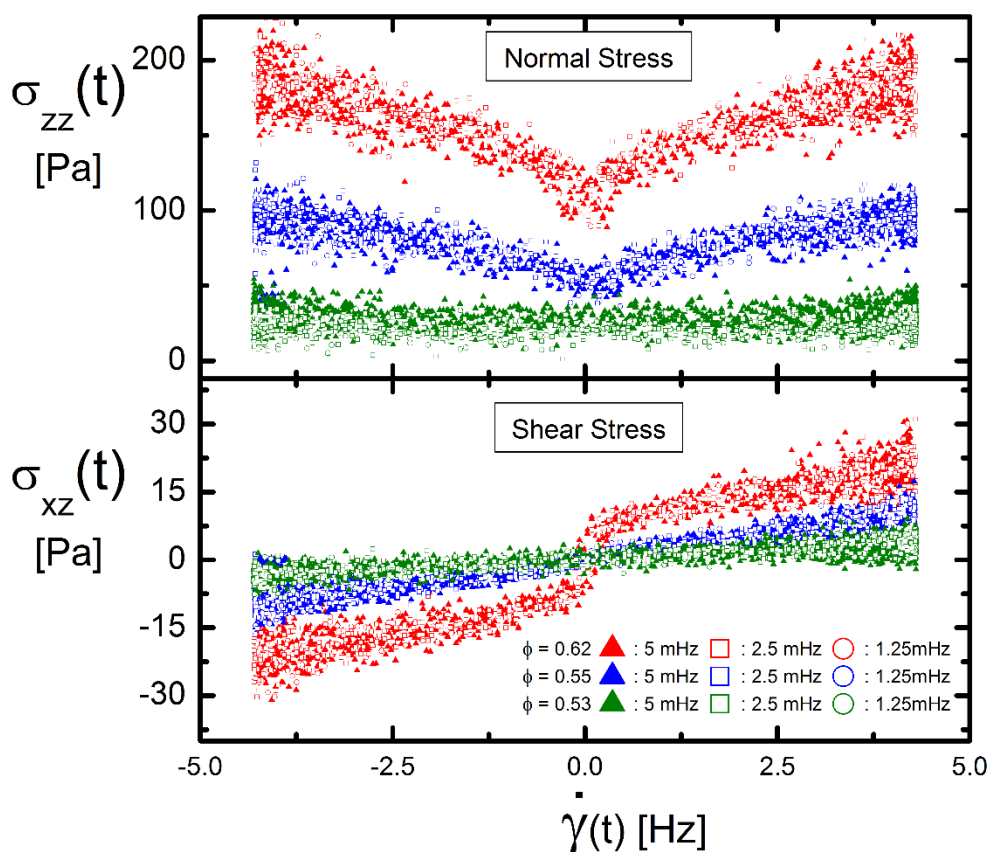 Normal Stress
σzz(t)
[Pa]
200
100
0
Shear Stress
σxz(t)
[Pa]
30
15
0
-15
-30
ϕ = 0.62 : 5 mHz : 2.5 mHz : 1.25mHz
ϕ = 0.55 : 5 mHz : 2.5 mHz : 1.25mHz
ϕ = 0.53 : 5 mHz : 2.5 mHz : 1.25mHz
-5.0 -2.5 0.0 2.5 5.0
γ̇(t) [Hz]